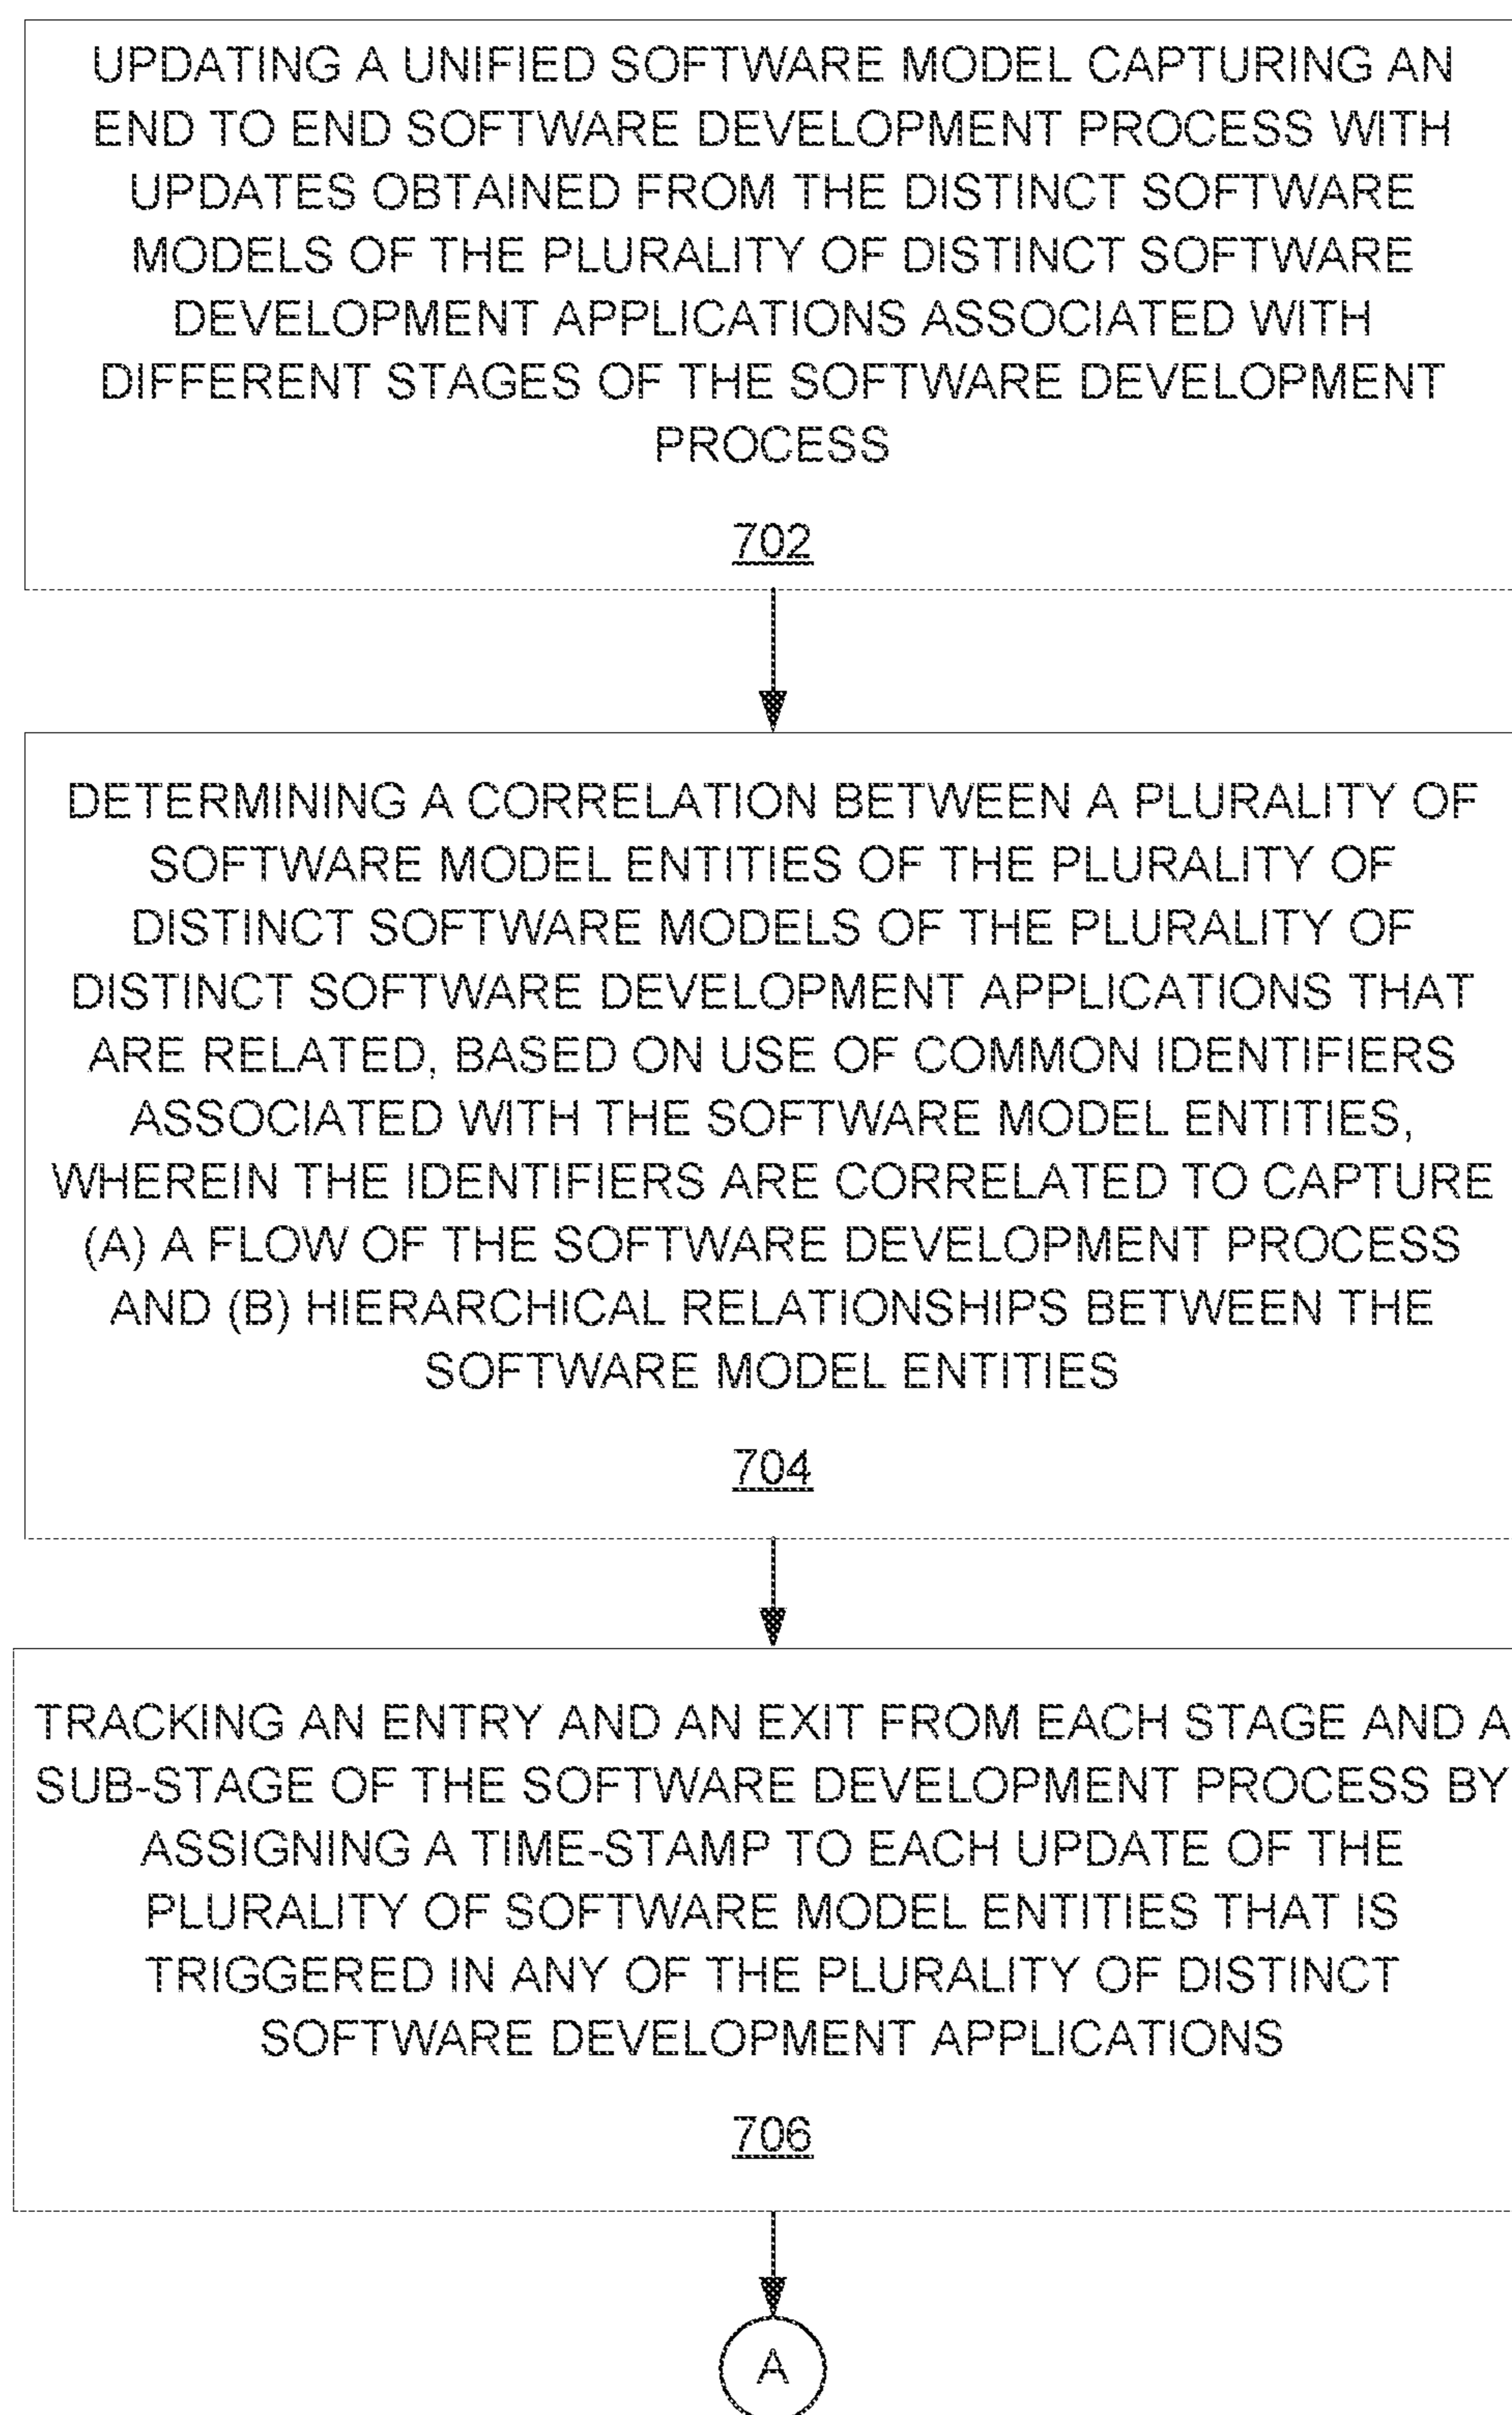 UPDATING A UNIFIED SOFTWARE MODEL CAPTURING AN
END TO END SOFTWARE DEVELOPMENT PROCESS WITH
UPDATES OBTAINED FROM THE DISTINCT SOFTWARE
MODELS OF THE PLURALITY OF DISTINCT SOFTWARE
DEVELOPMENT APPLICATIONS ASSOCIATED WITH
DIFFERENT STAGES OF THE SOFTWARE DEVELOPMENT
PROCESS
702
DETERMINING A CORRELATION BETWEEN A PLURALITY OF
SOFTWARE MODEL ENTITIES OF THE PLURALITY OF
DISTINCT SOFTWARE MODELS OF THE PLURALITY OF
DISTINCT SOFTWARE DEVELOPMENT APPLICATIONS THAT
ARE RELATED, BASED ON USE OF COMMON IDENTIFIERS
ASSOCIATED WITH THE SOFTWARE MODEL ENTITIES,
WHEREIN THE IDENTIFIERS ARE CORRELATED TO CAPTURE
(A) A FLOW OF THE SOFTWARE DEVELOPMENT PROCESS
AND (B) HIERARCHICAL RELATIONSHIPS BETWEEN THE
SOFTWARE MODEL ENTITIES
704
TRACKING AN ENTRY AND AN EXIT FROM EACH STAGE AND A
SUB-STAGE OF THE SOFTWARE DEVELOPMENT PROCESS BY
ASSIGNING A TIME-STAMP TO EACH UPDATE OF THE
PLURALITY OF SOFTWARE MODEL ENTITIES THAT IS
TRIGGERED IN ANY OF THE PLURALITY OF DISTINCT
SOFTWARE DEVELOPMENT APPLICATIONS
706
A